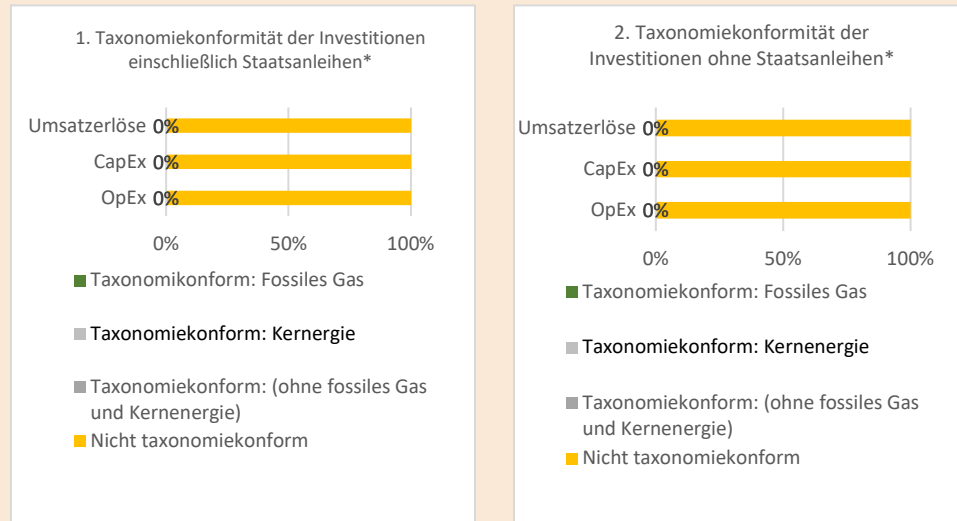 1. Taxonomiekonformität der Investitionen
einschließlich Staatsanleihen*
Umsatzerlöse 0%
CapEx 0%
OpEx 0%
0% 50% 100%
Taxonomikonform: Fossiles Gas
Taxonomiekonform: Kernergie
Taxonomiekonform: (ohne fossiles Gas
und Kernenergie)
Nicht taxonomiekonform
2. Taxonomiekonformität der
Investitionen ohne Staatsanleihen*
Umsatzerlöse 0%
CapEx 0%
OpEx 0%
0% 50% 100%
Taxonomiekonform: Fossiles Gas
Taxonomiekonform: Kernenergie
Taxonomiekonform: (ohne fossiles Gas
und Kernenergie)
Nicht taxonomiekonform